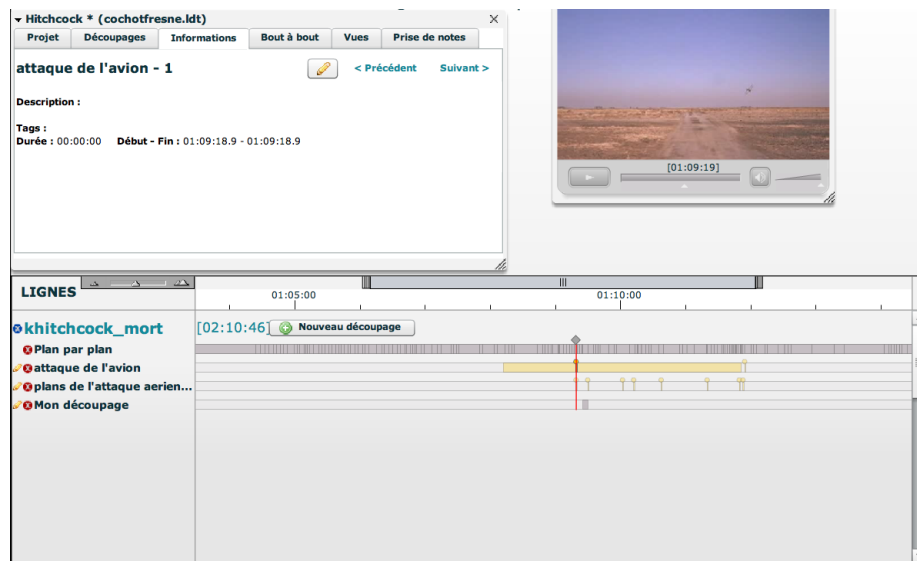 Hitchcock * (cochotfresne.ldt)
Projet Découpages Informations Bout à bout Vues Prise de notes
attaque de l'avion - 1
< Précédent Suivant >
Description :
Tags :
Durée : 00:00:00 Début - Fin : 01:09:18.9 - 01:09:18.9
[01:09:19]
LIGNES
01:05:00 01:10:00
khitchcock_mort [02:10:46] Nouveau découpage
Plan par plan
attaque de l'avion
plans de l'attaque aerien...
Mon découpage